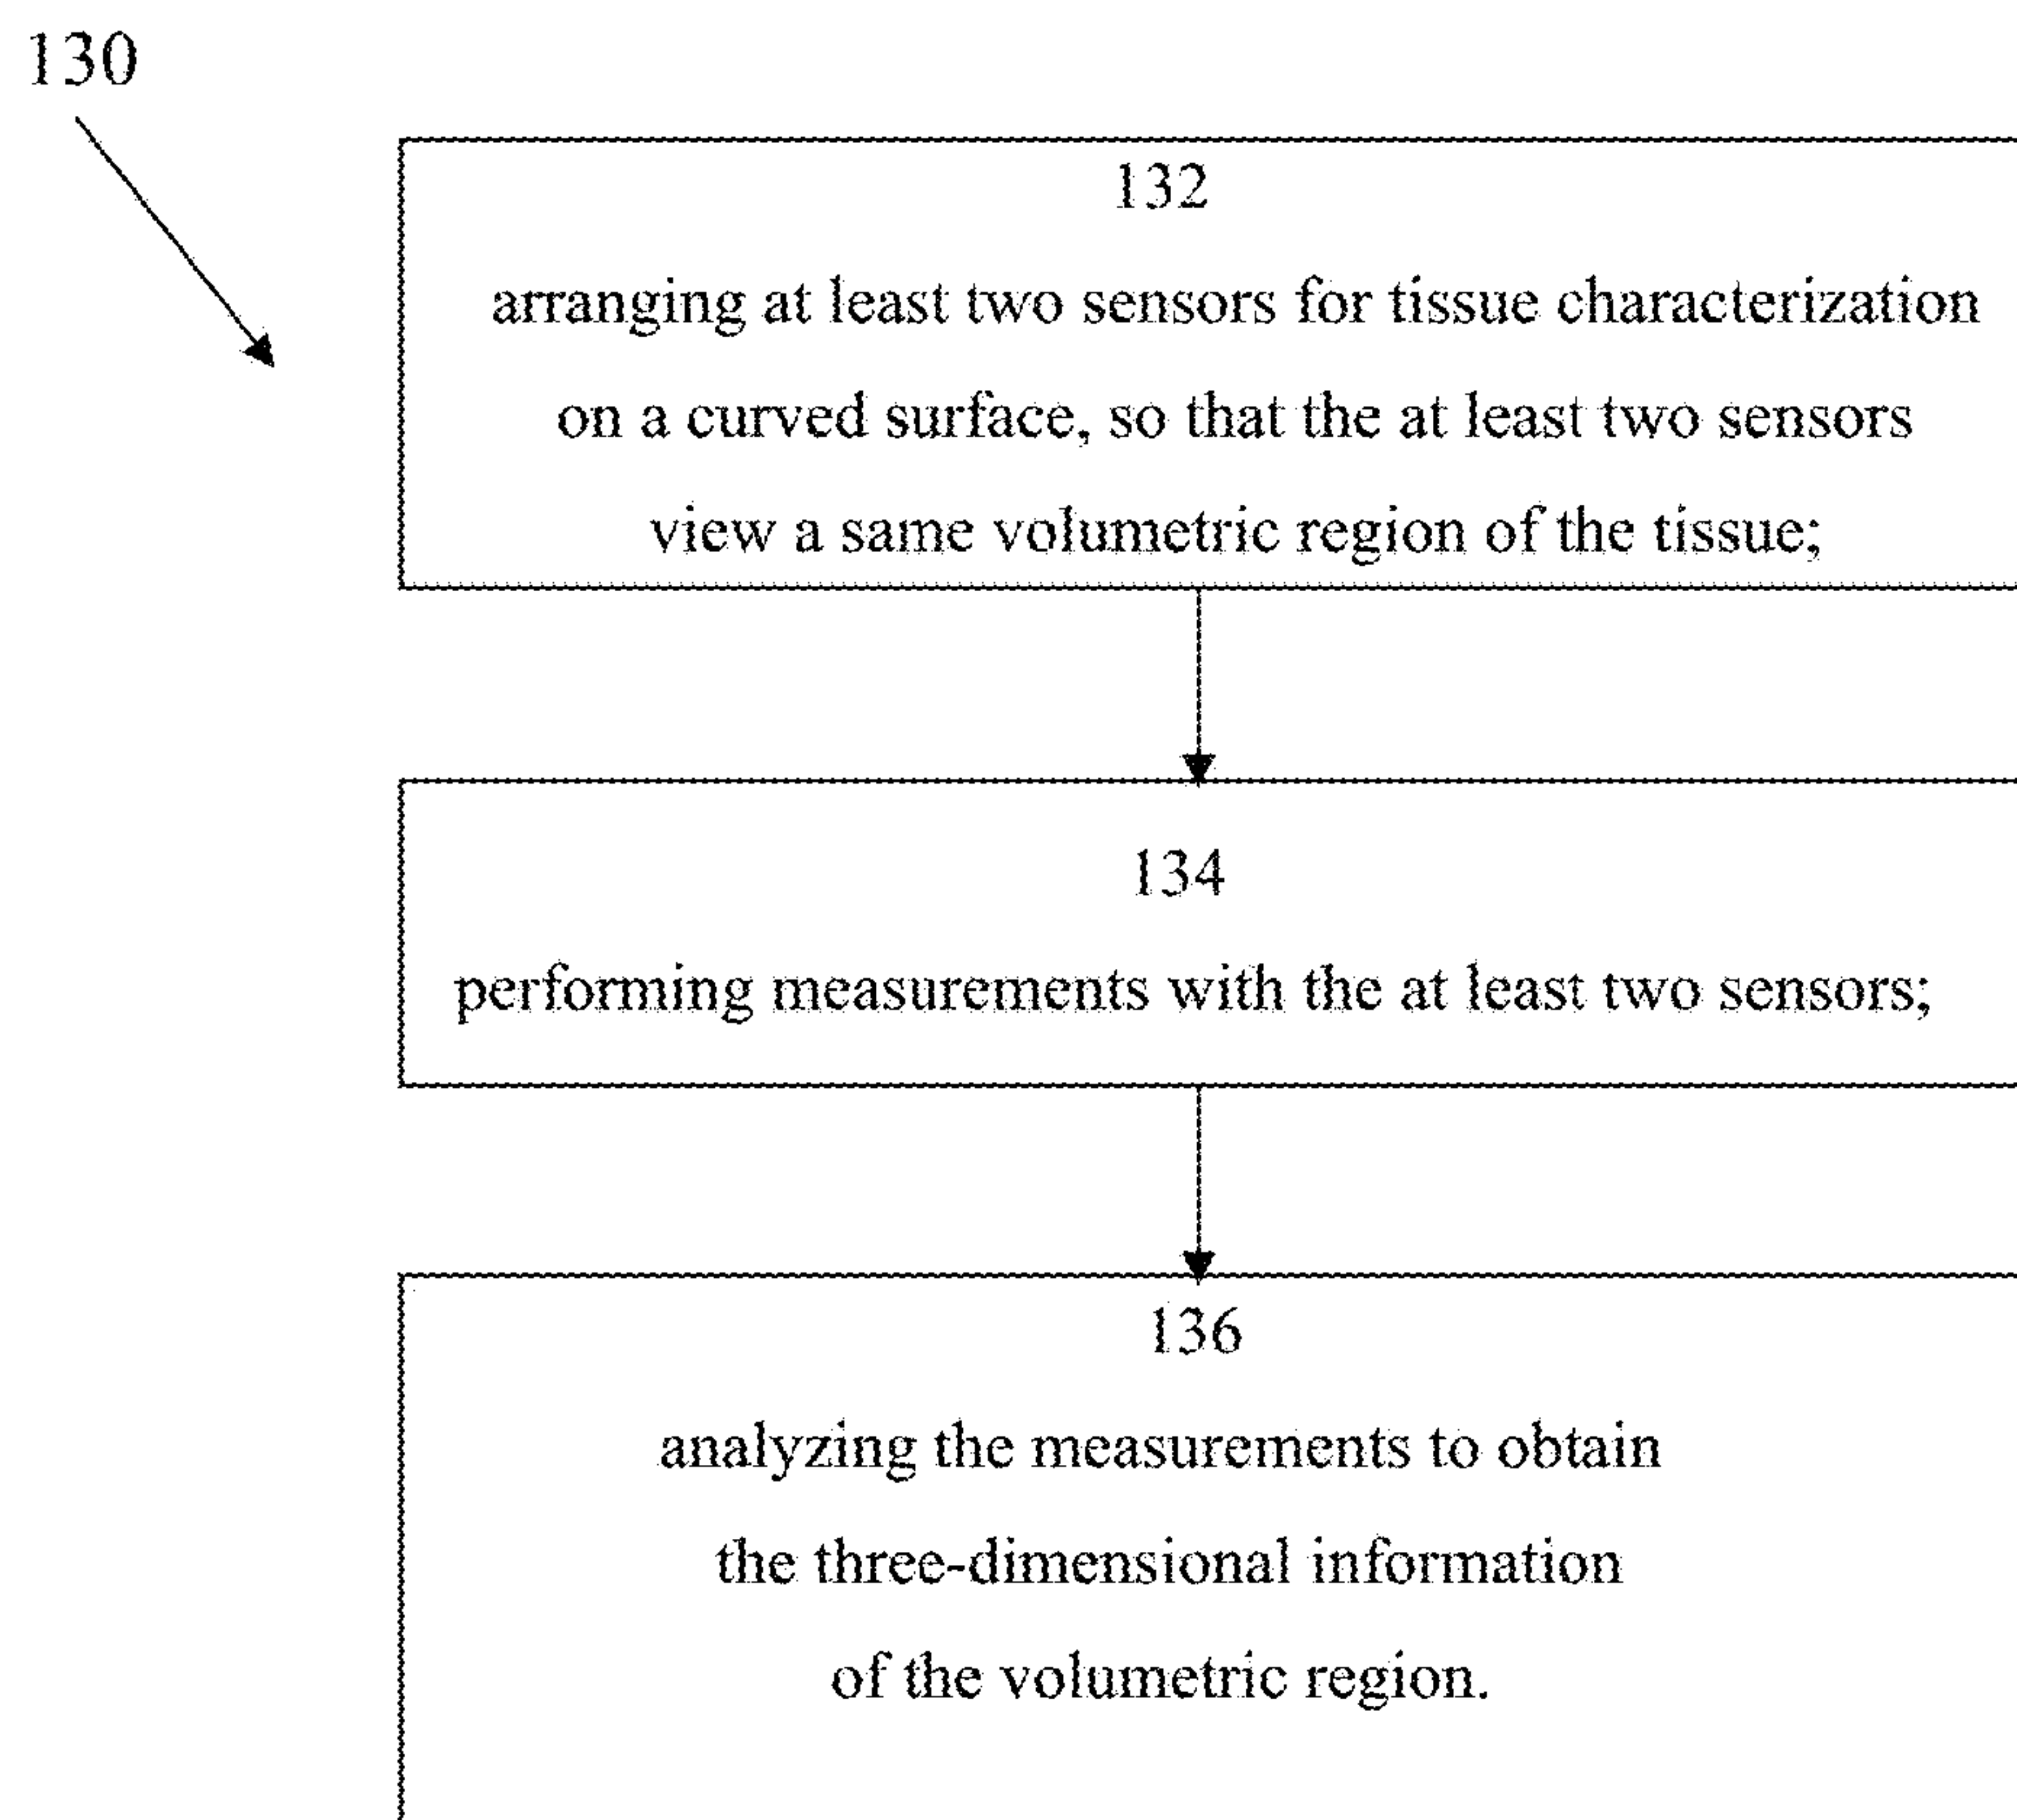 130
132
arranging at least two sensors for tissue characterization
on a curved surface, so that the at least two sensors
view a same volumetric region of the tissue;
134
performing measurements with the at least two sensors;
136
analyzing the measurements to obtain
the three-dimensional information
of the volumetric region.